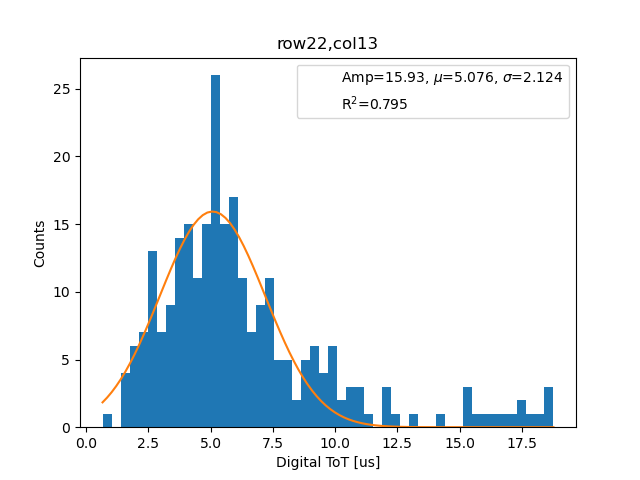 row22,col13
Amp=15.93, μ=5.076, σ=2.124
R²=0.795
25
20
15
10
5
0
Counts
0.0 2.5 5.0 7.5 10.0 12.5 15.0 17.5
Digital ToT [us]